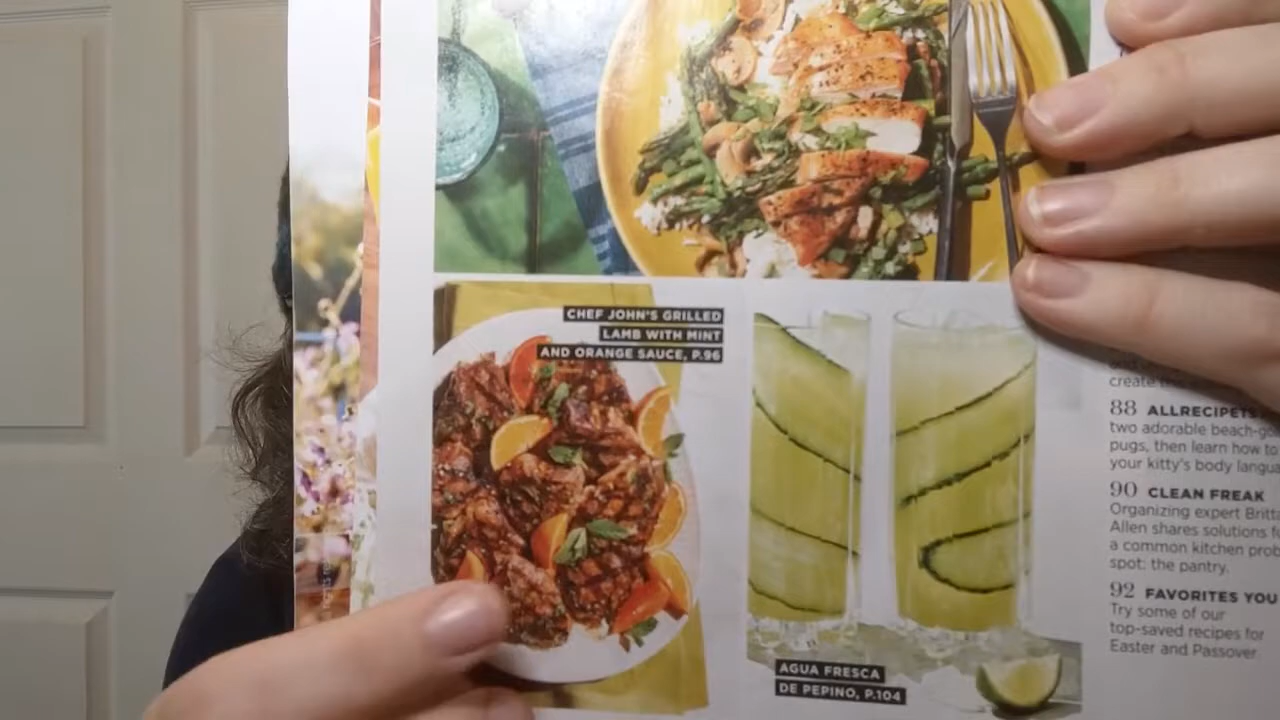 CHEF JOHN'S GRILLED
LAMB WITH MINT
AND ORANGE SAUCE, P.96
AGUA FRESCA
DE PEPINO, P.104
create
88 ALLRECIPETS
two adorable beach-go
pugs, then learn how to
your kitty's body langua
90 CLEAN FREAK
Organizing expert Britta
Allen shares solutions fo
a common kitchen prob
spot: the pantry.
92 FAVORITES YOU
Try some of our
top-saved recipes for
Easter and Passover